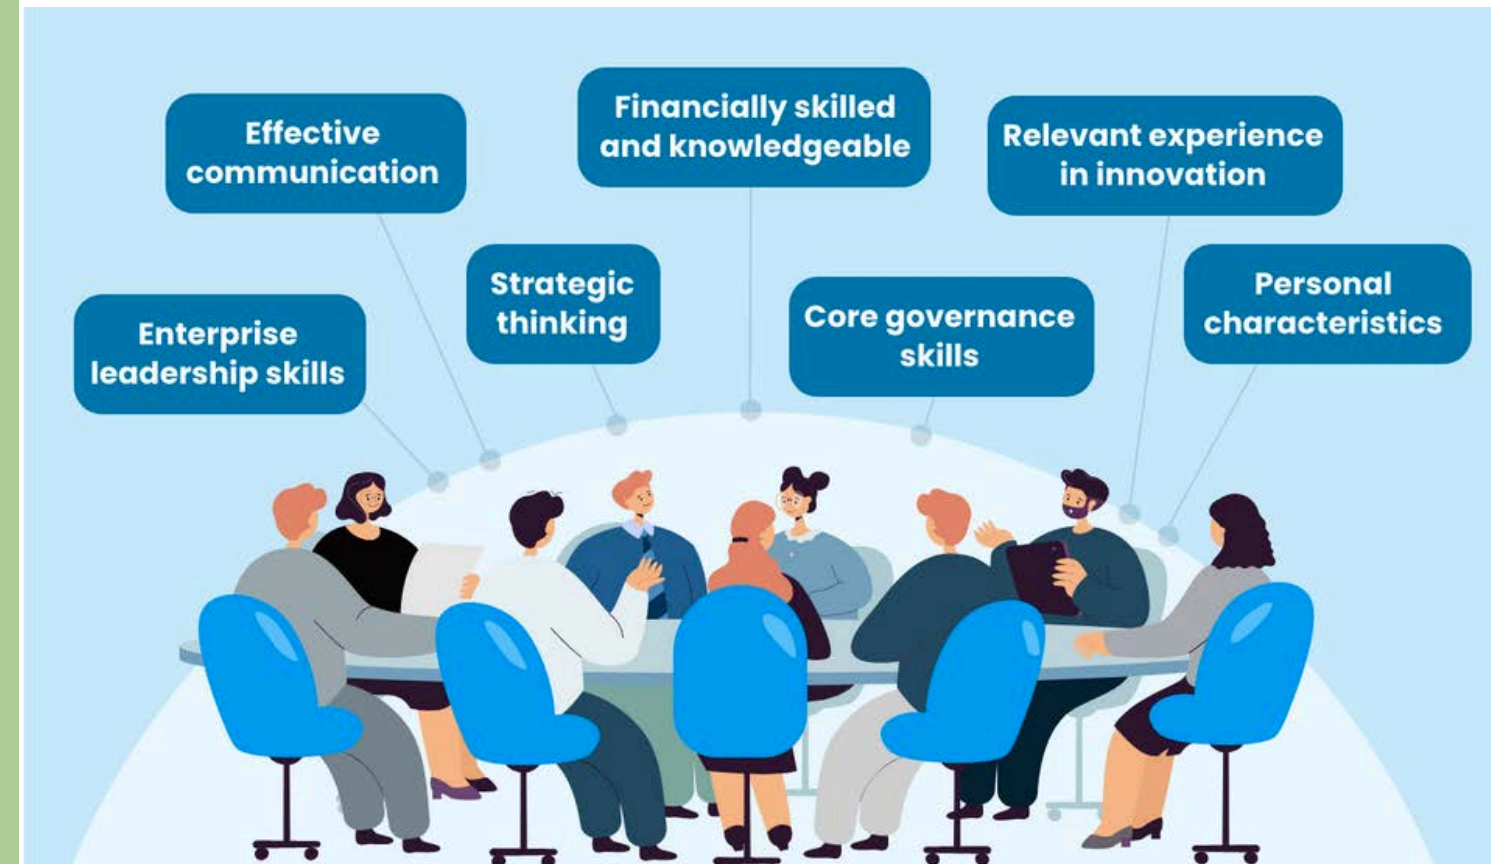 Effective
communication
Financially skilled
and knowledgeable
Relevant experience
in innovation
Enterprise
leadership skills
Strategic
thinking
Core governance
skills
Personal
characteristics